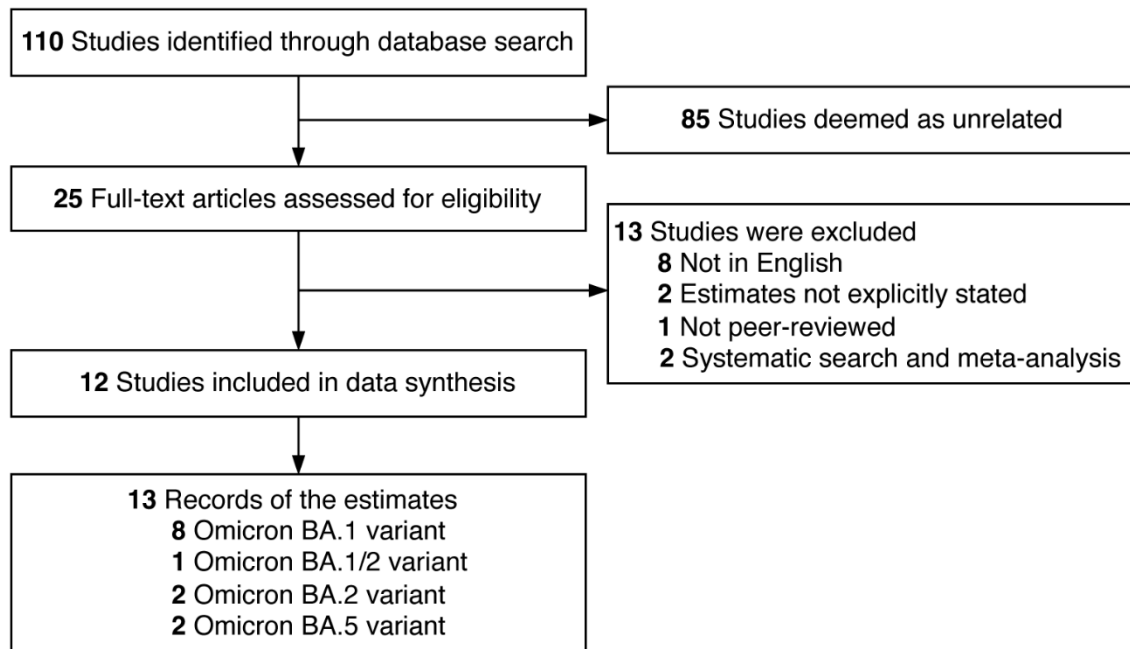 110 Studies identified through database search
85 Studies deemed as unrelated
25 Full-text articles assessed for eligibility
13 Studies were excluded
8 Not in English
2 Estimates not explicitly stated
1 Not peer-reviewed
2 Systematic search and meta-analysis
12 Studies included in data synthesis
13 Records of the estimates
8 Omicron BA.1 variant
1 Omicron BA.1/2 variant
2 Omicron BA.2 variant
2 Omicron BA.5 variant